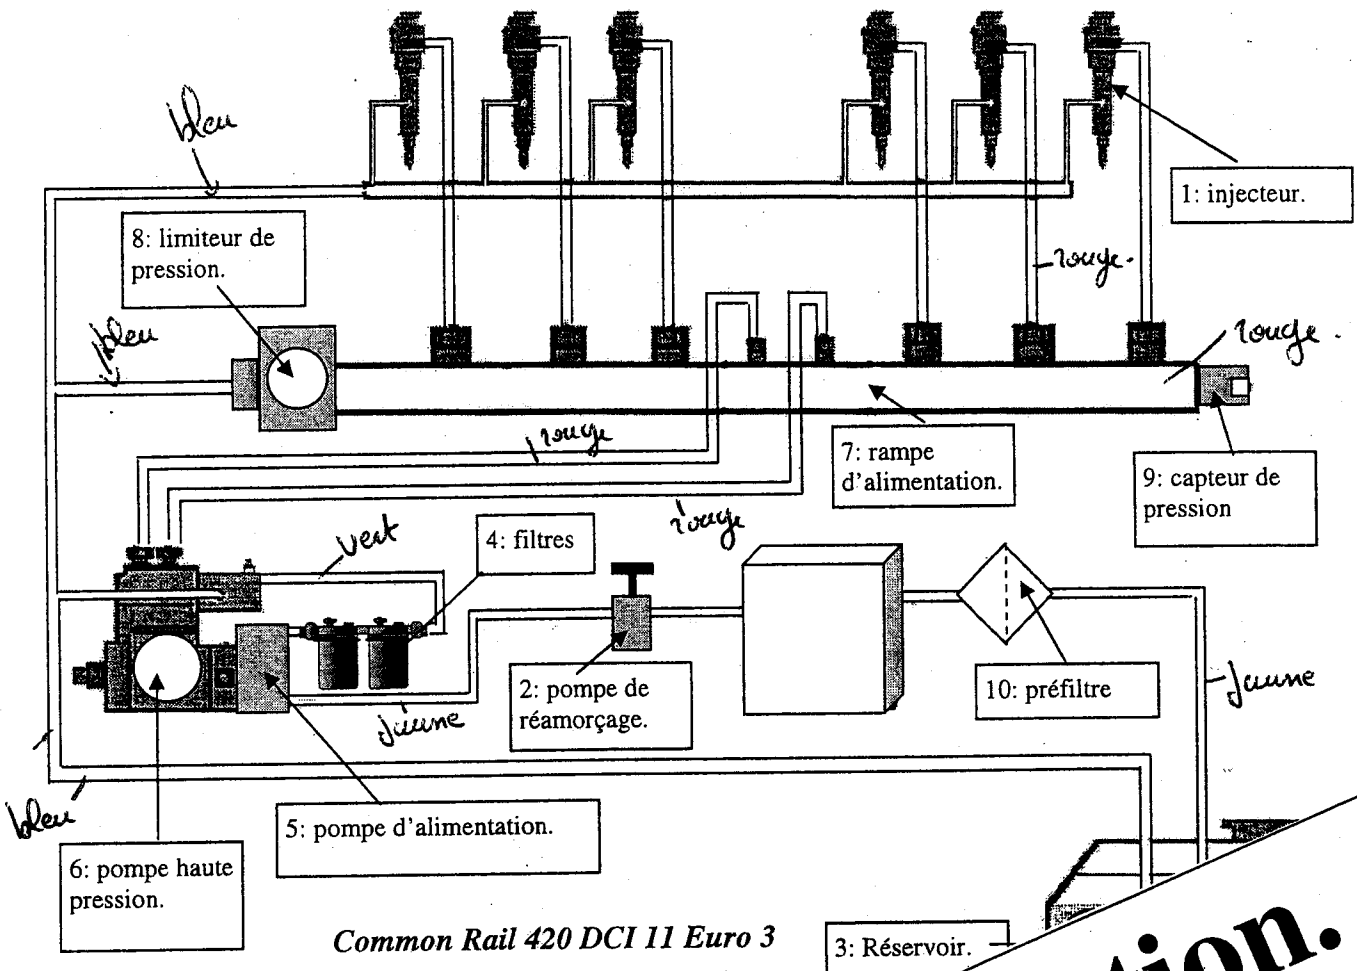 bleu
1: injecteur.
8: limiteur de
pression.
rouge.
bleu
rouge.
rouge
7: rampe
d'alimentation.
9: capteur de
pression
rouge
vert
4: filtres
2: pompe de
réamorçage.
10: préfiltre
jaune
jaune
bleu
5: pompe d'alimentation.
6: pompe haute
pression.
Common Rail 420 DCI 11 Euro 3
3: Réservoir.
tion.